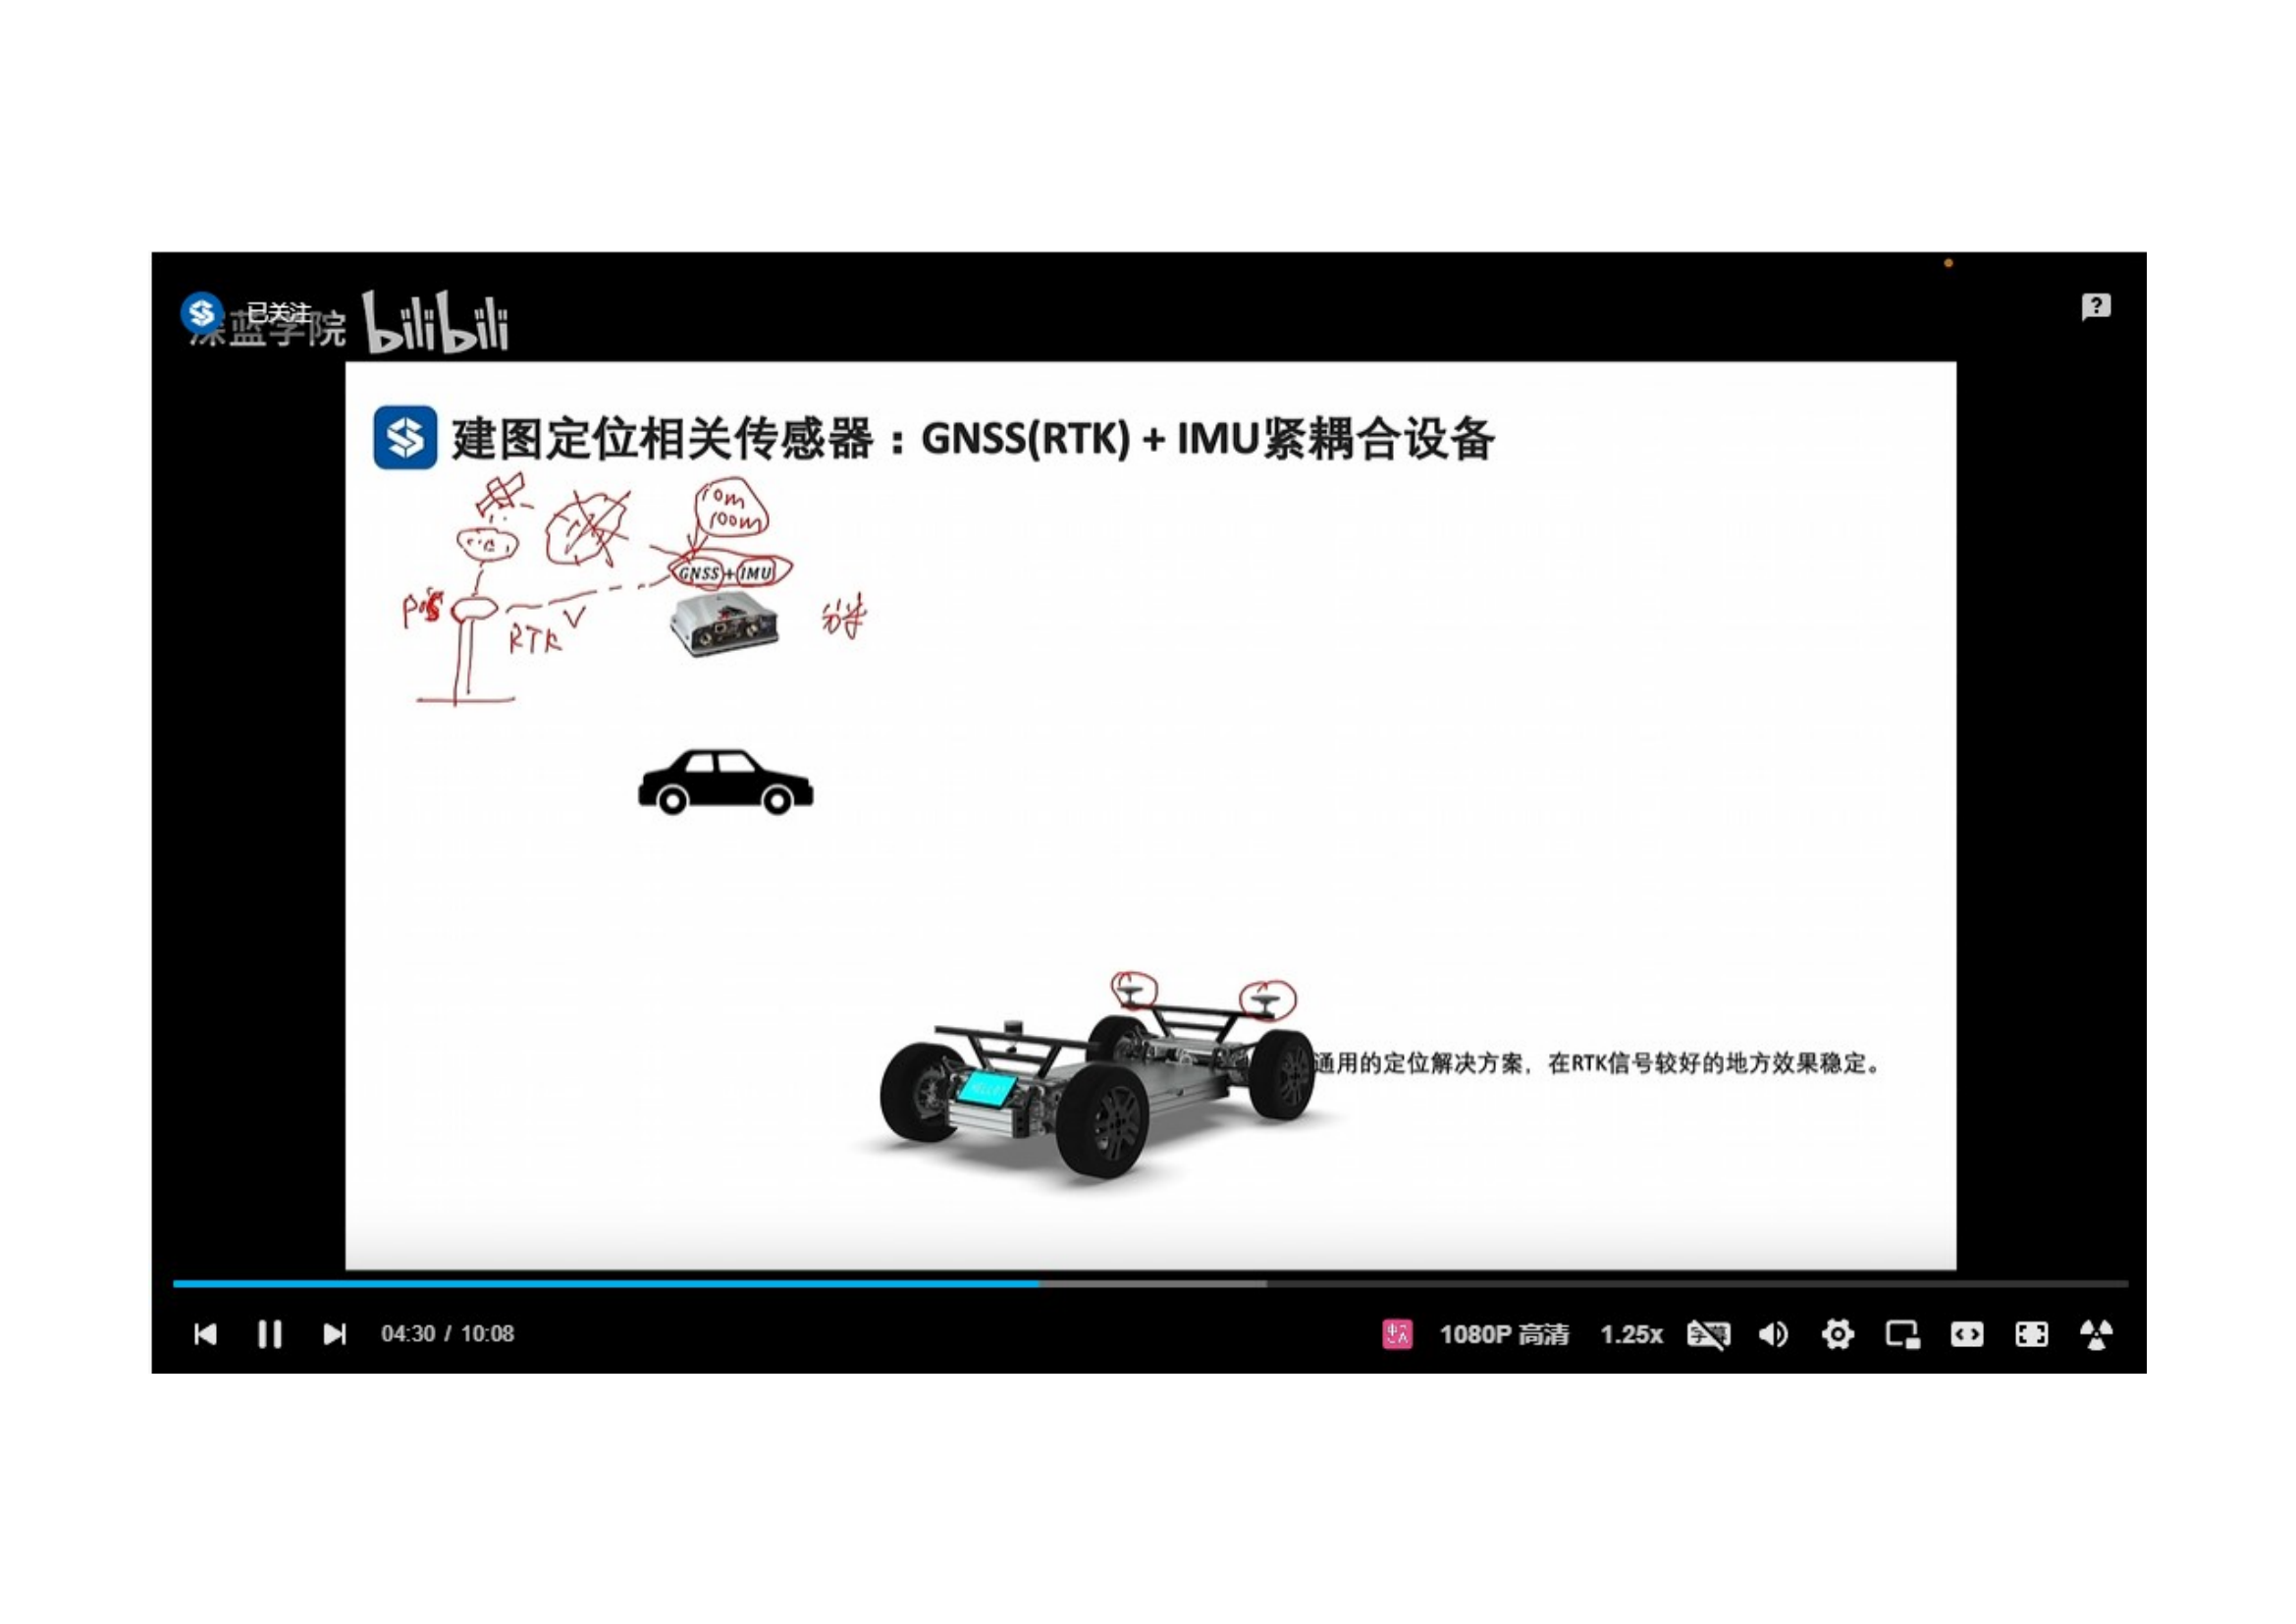 已关注
深蓝学院 bilibili
建图定位相关传感器：GNSS(RTK) + IMU紧耦合设备
10m
100m
GNSS+IMU
pos
RTK
通用的定位解决方案，在RTK信号较好的地方效果稳定。
04:30 / 10:08
1080P 高清
1.25x
字幕